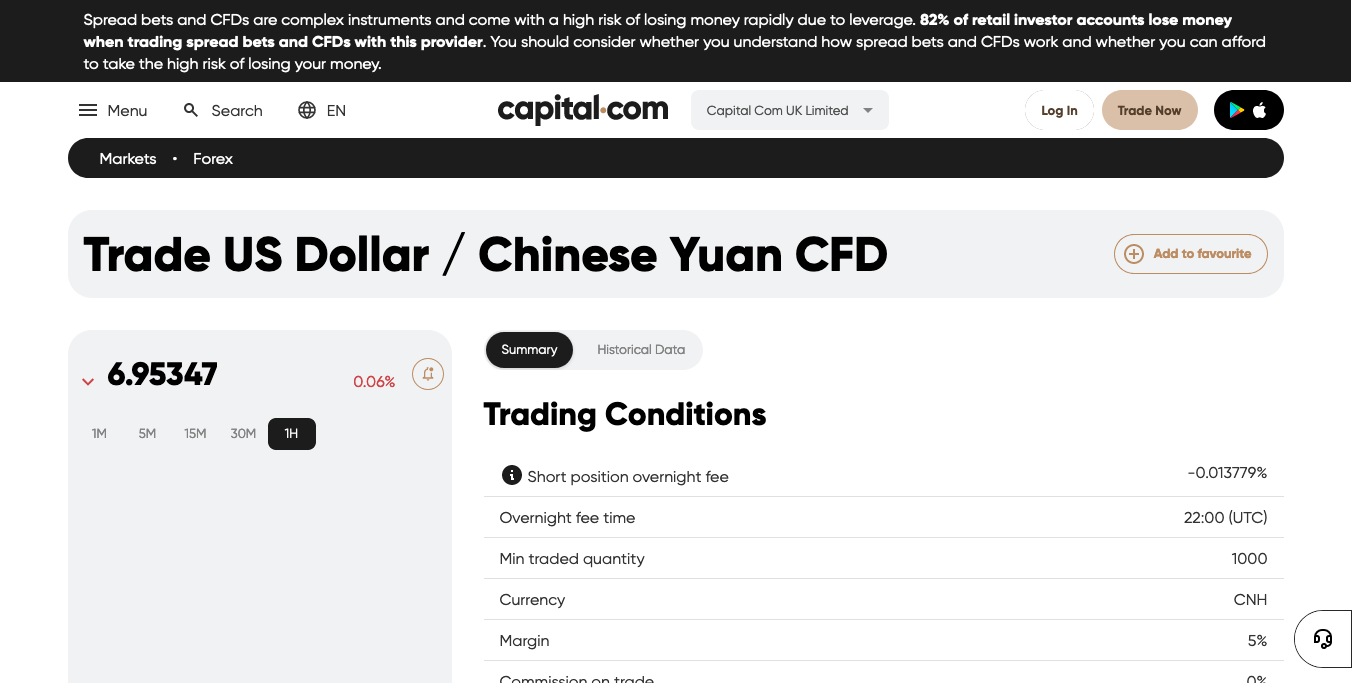 Spread bets and CFDs are complex instruments and come with a high risk of losing money rapidly due to leverage. 82% of retail investor accounts lose money
when trading spread bets and CFDs with this provider. You should consider whether you understand how spread bets and CFDs work and whether you can afford
to take the high risk of losing your money.
Menu Search EN capital.com Capital Com UK Limited Log In Trade Now
Markets • Forex
Trade US Dollar / Chinese Yuan CFD Add to favourite
6.95347 0.06%
1M 5M 15M 30M 1H
Summary Historical Data
Trading Conditions
Short position overnight fee -0.013779%
Overnight fee time 22:00 (UTC)
Min traded quantity 1000
Currency CNH
Margin 5%
Commission on trade 0%